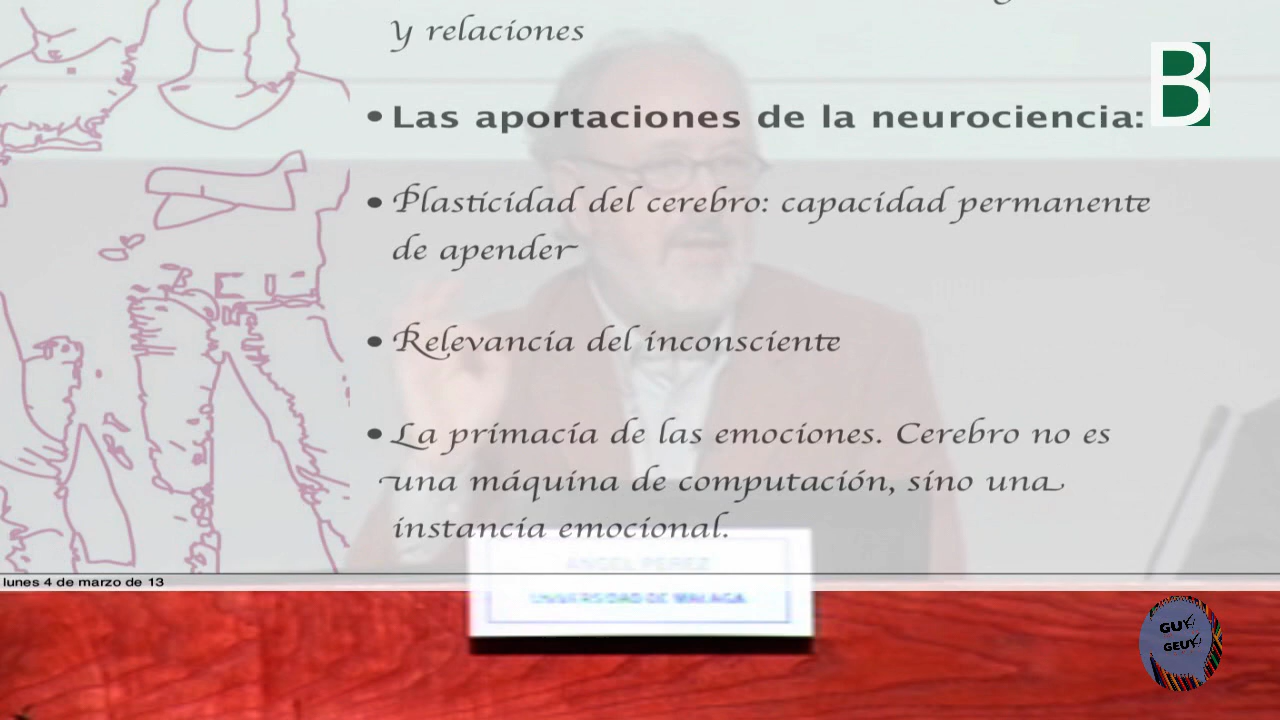 y relaciones
• Las aportaciones de la neurociencia:
B
• Plasticidad del cerebro: capacidad permanente
de apender
• Relevancia del inconsciente
• La primacía de las emociones. Cerebro no es
una máquina de computación, sino una
instancia emocional.
ÁNGEL PÉREZ
lunes 4 de marzo de 13
UNIVERSIDAD DE MÁLAGA
GUY
GEUY